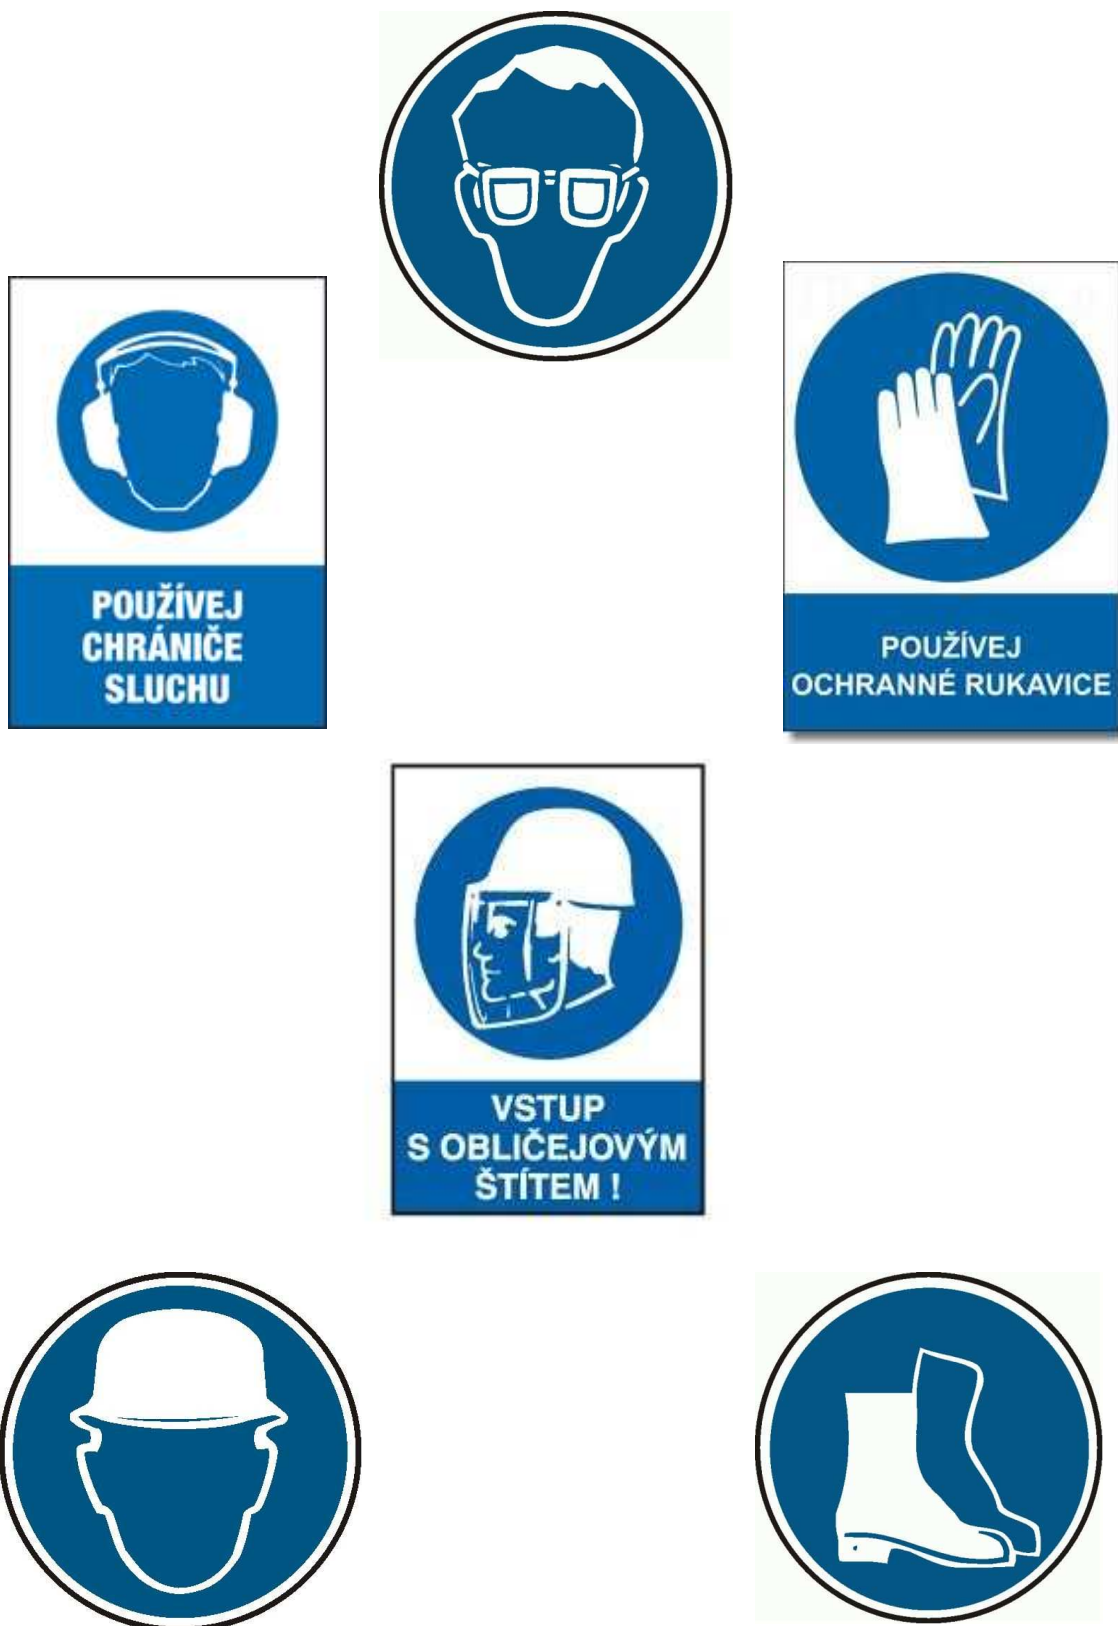 POUŽÍVEJ
CHRÁNIČE
SLUCHU
POUŽÍVEJ
OCHRANNÉ RUKAVICE
VSTUP
S OBLIČEJOVÝM
ŠTÍTEM !